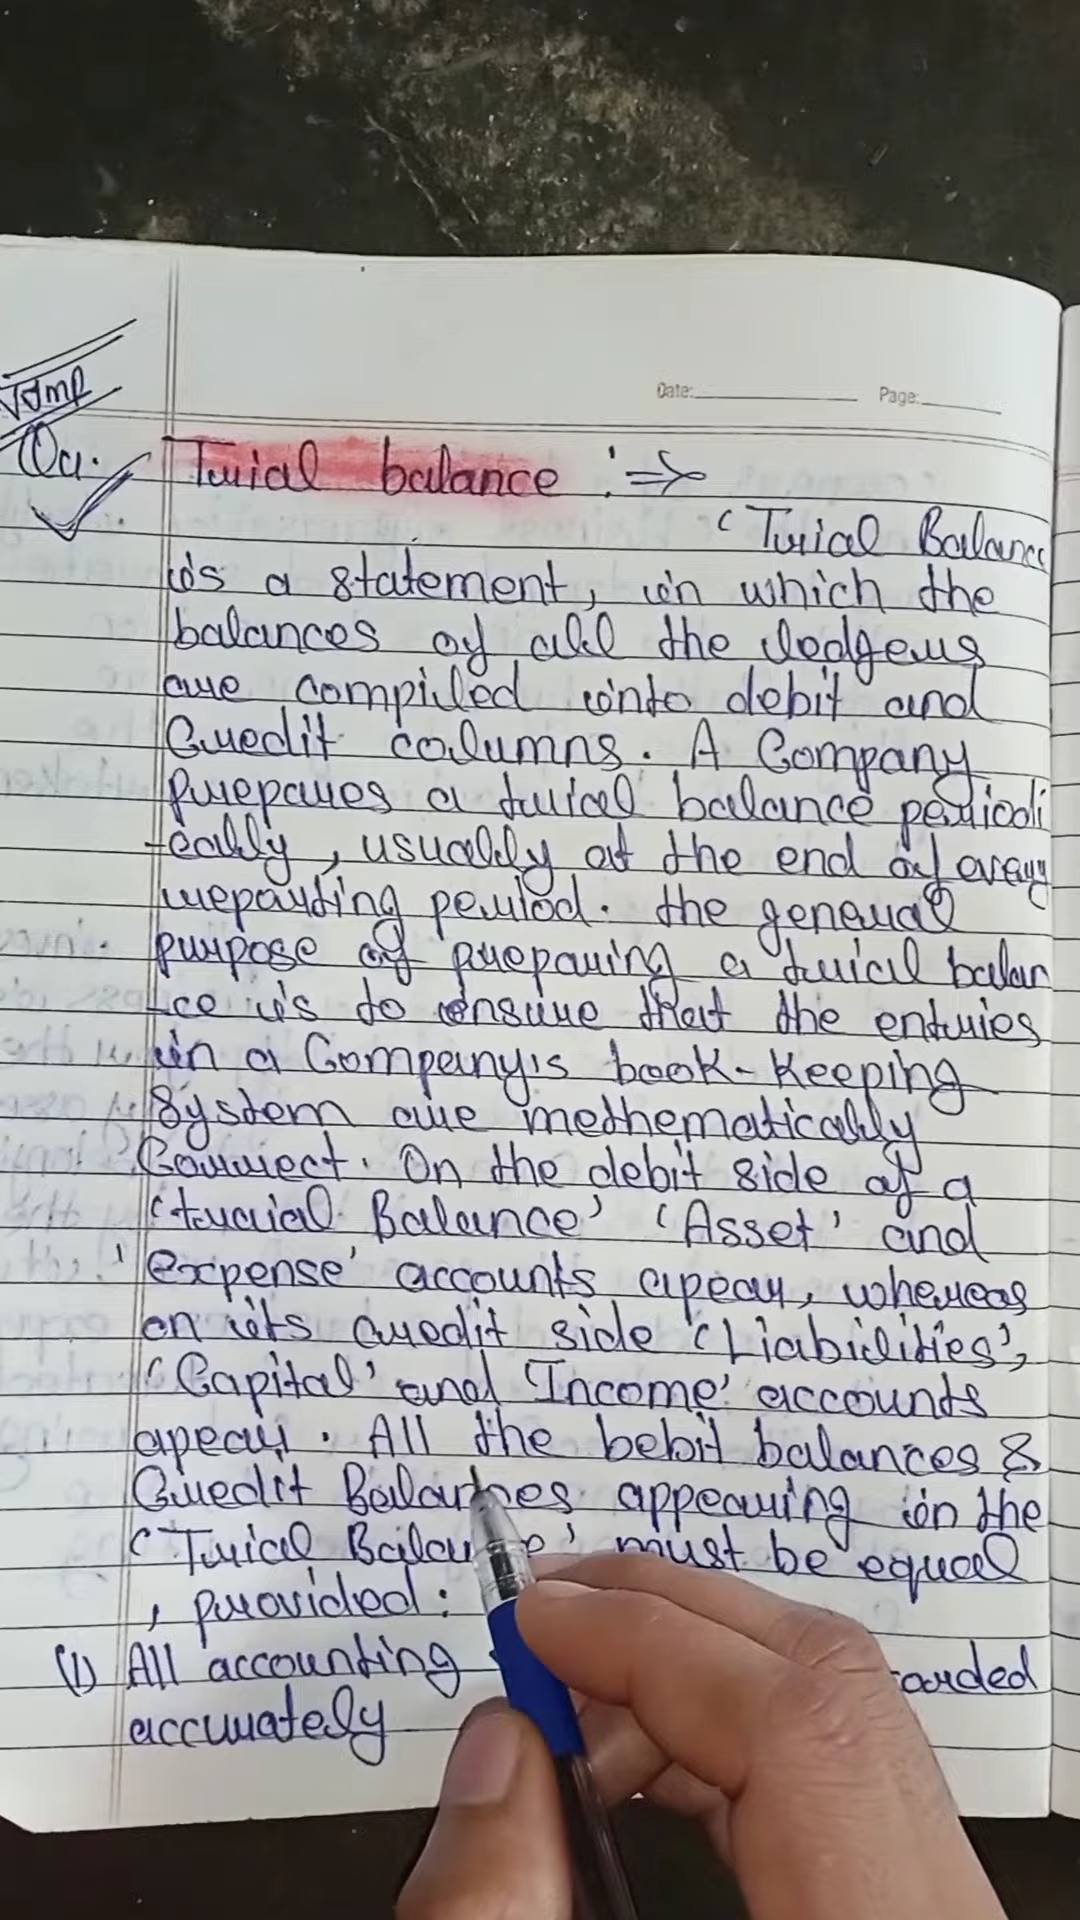 Imp
Date: Page:
Qa. Trial balance :⇒
'Trial Balance
is a statement, in which the
balances of all the ledgers
are compiled into debit and
Credit columns. A Company
prepares a trial balance periodi
-cally, usually at the end of every
reporting period. the general
purpose of preparing a trial balan
-ce is to ensure that the entries
in a Company's book-keeping
System are methematically
Correct. On the debit side of a
'traial Balance' 'Asset' and
'expense' accounts apear, whereas
on its credit side 'Liabilities',
'Capital' and 'Income' accounts
apear. All the bebit balances &
Credit Balances appearing in the
'Trial Balance' must be equal
, provided:
(1) All accounting
accurately